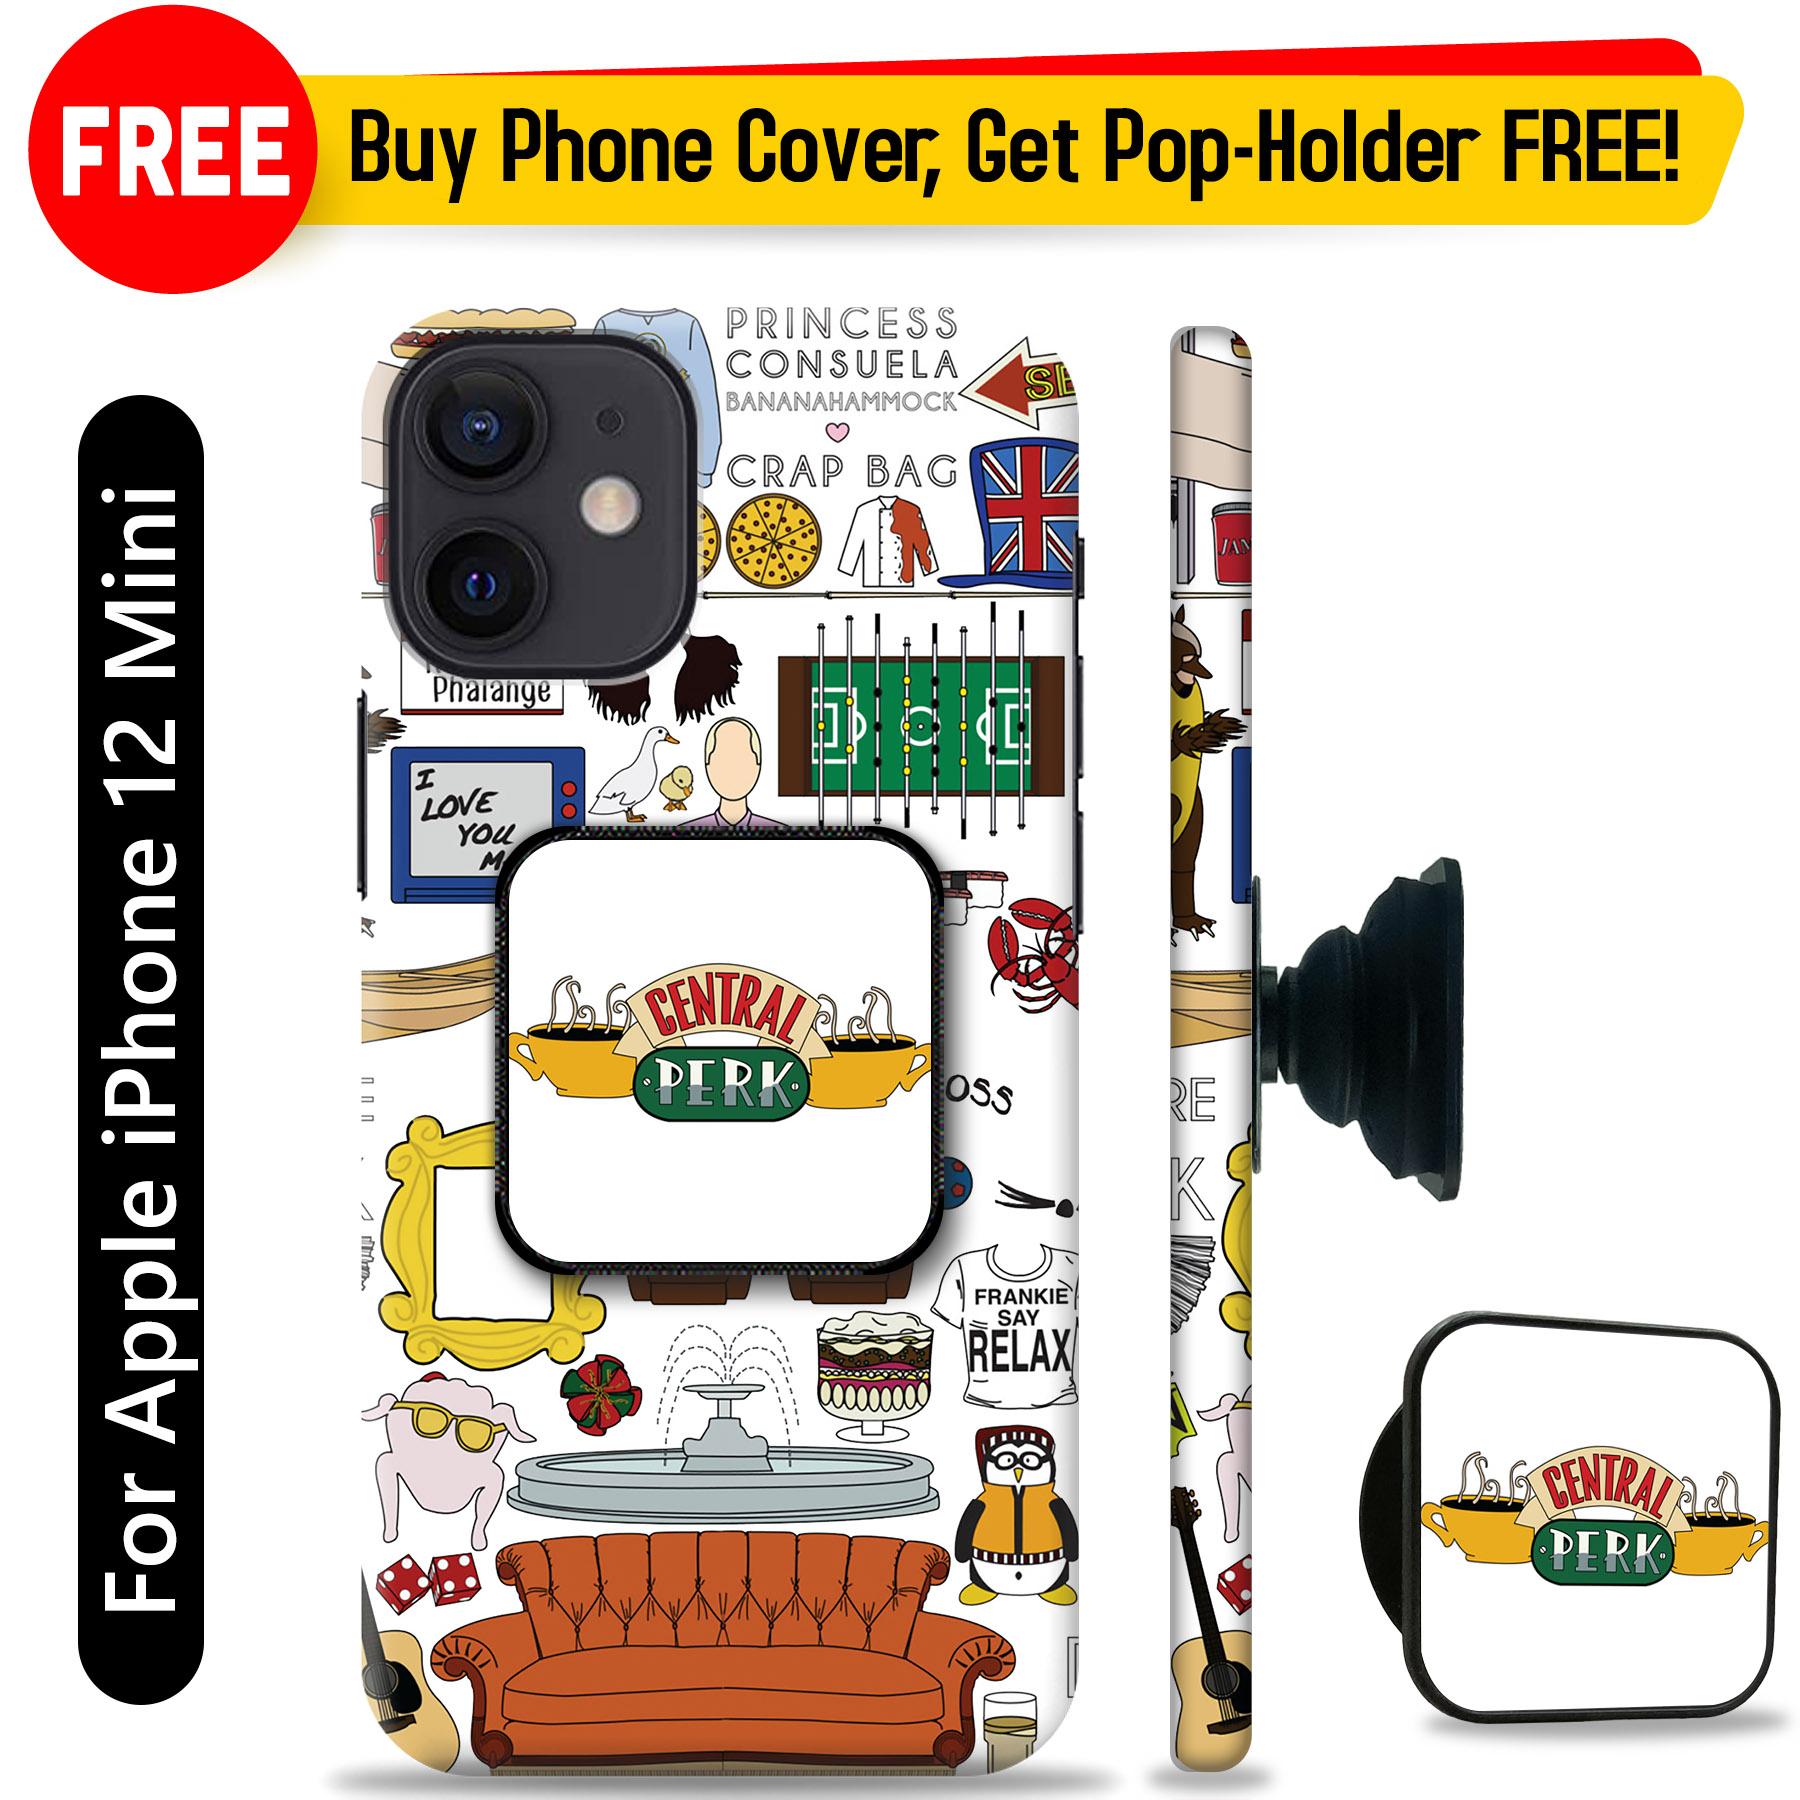 FREE
Buy Phone Cover, Get Pop-Holder FREE!
For Apple iPhone 12 Mini
PRINCESS
CONSUELA
BANANAHAMMOCK
CRAP BAG
Phalange
I
LOVE
YOU
CENTRAL
PERK
FRANKIE
SAY
RELAX
CENTRAL
PERK